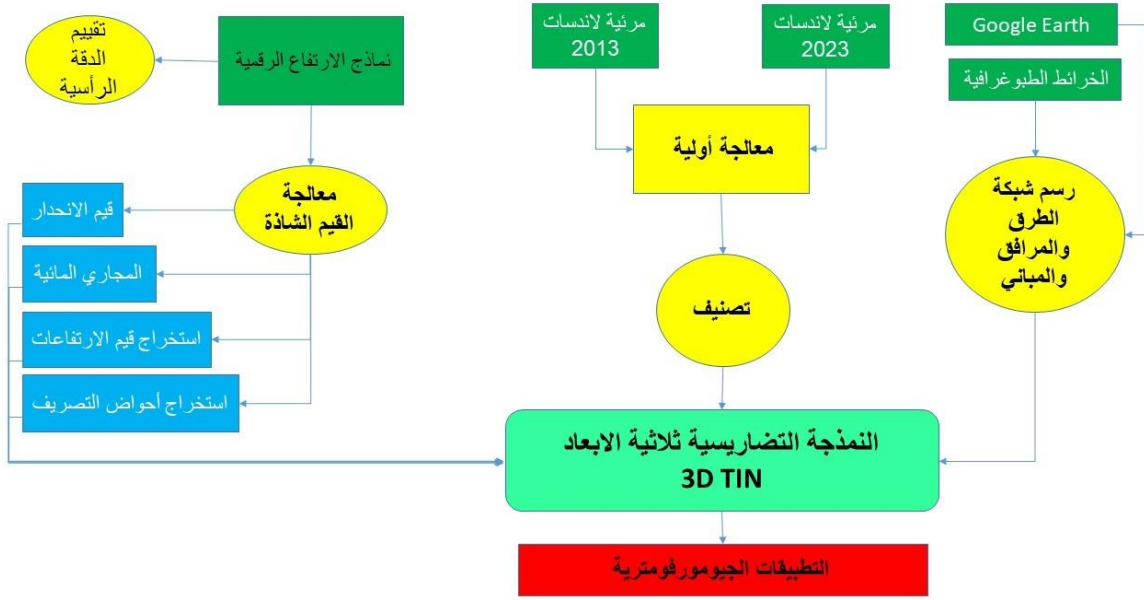 تقييم
الدقة
الرأسية
نماذج الارتفاع الرقمية
مرئية لاندسات
2013
مرئية لاندسات
2023
Google Earth
الخرائط الطبوغرافية
معالجة أولية
معالجة
القيم الشاذة
رسم شبكة
الطرق
والمرافق
والمباني
قيم الانحدار
المجاري المائية
استخراج قيم الارتفاعات
استخراج أحواض التصريف
تصنيف
النمذجة التضاريسية ثلاثية الابعاد
3D TIN
التطبيقات الجيومورفومترية